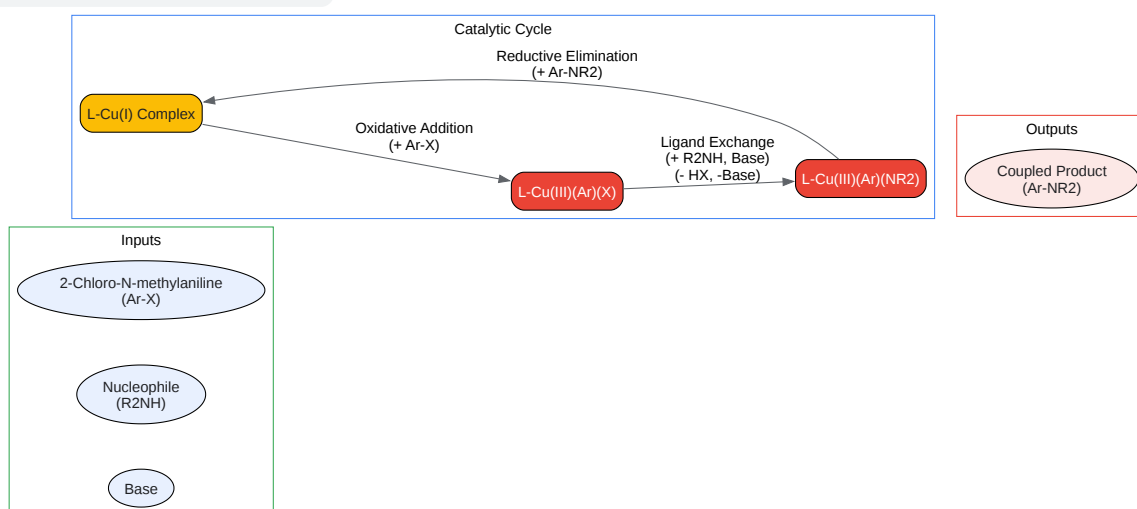 Catalytic Cycle
Reductive Elimination
(+ Ar-NR2)
L-Cu(I) Complex
Oxidative Addition
(+ Ar-X)
L-Cu(III)(Ar)(X)
Ligand Exchange
(+ R2NH, Base)
(- HX, -Base)
L-Cu(III)(Ar)(NR2)
Outputs
Coupled Product
(Ar-NR2)
Inputs
2-Chloro-N-methylaniline
(Ar-X)
Nucleophile
(R2NH)
Base